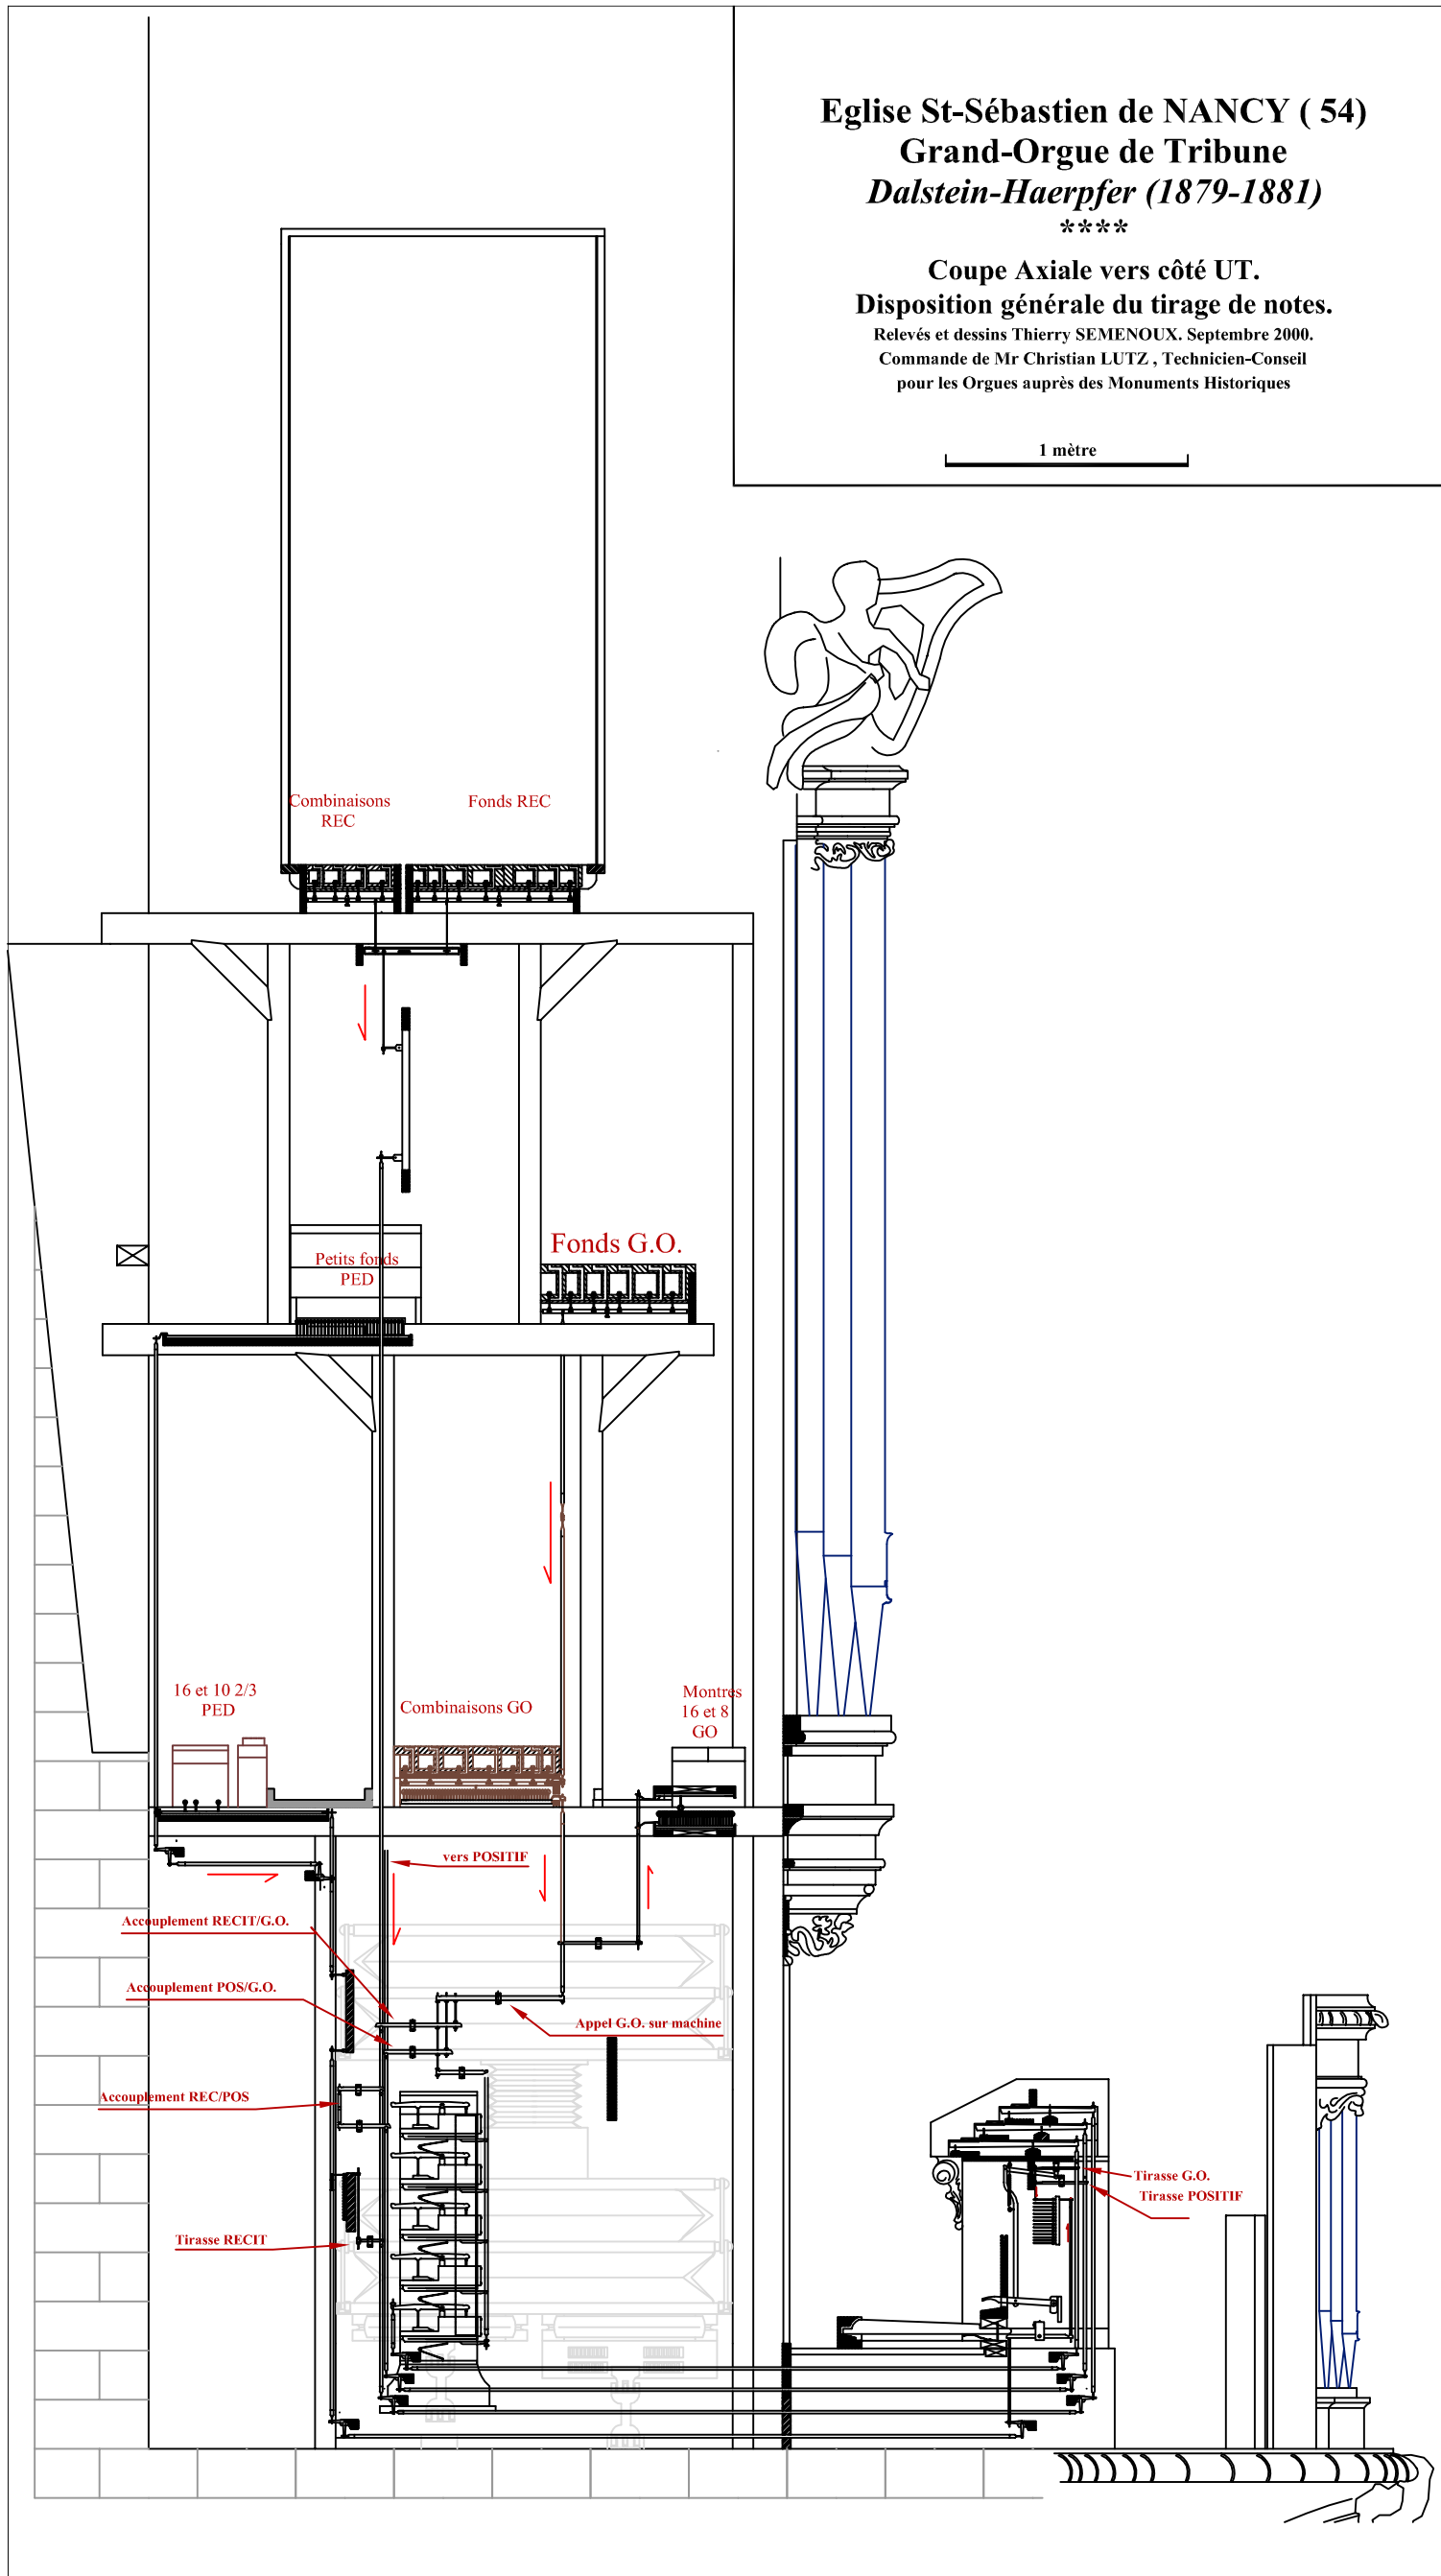 Eglise St-Sébastien de NANCY ( 54)
Grand-Orgue de Tribune
Dalstein-Haerpfer (1879-1881)
****
Coupe Axiale vers côté UT.
Disposition générale du tirage de notes.
Relevés et dessins Thierry SEMENOUX. Septembre 2000.
Commande de Mr Christian LUTZ , Technicien-Conseil
pour les Orgues auprès des Monuments Historiques
1 mètre
Combinaisons
REC
Fonds REC
Petits fonds
PED
Fonds G.O.
16 et 10 2/3
PED
Combinaisons GO
Montres
16 et 8
GO
vers POSITIF
Accouplement RECIT/G.O.
Accouplement POS/G.O.
Appel G.O. sur machine
Accouplement REC/POS
Tirasse RECIT
Tirasse G.O.
Tirasse POSITIF